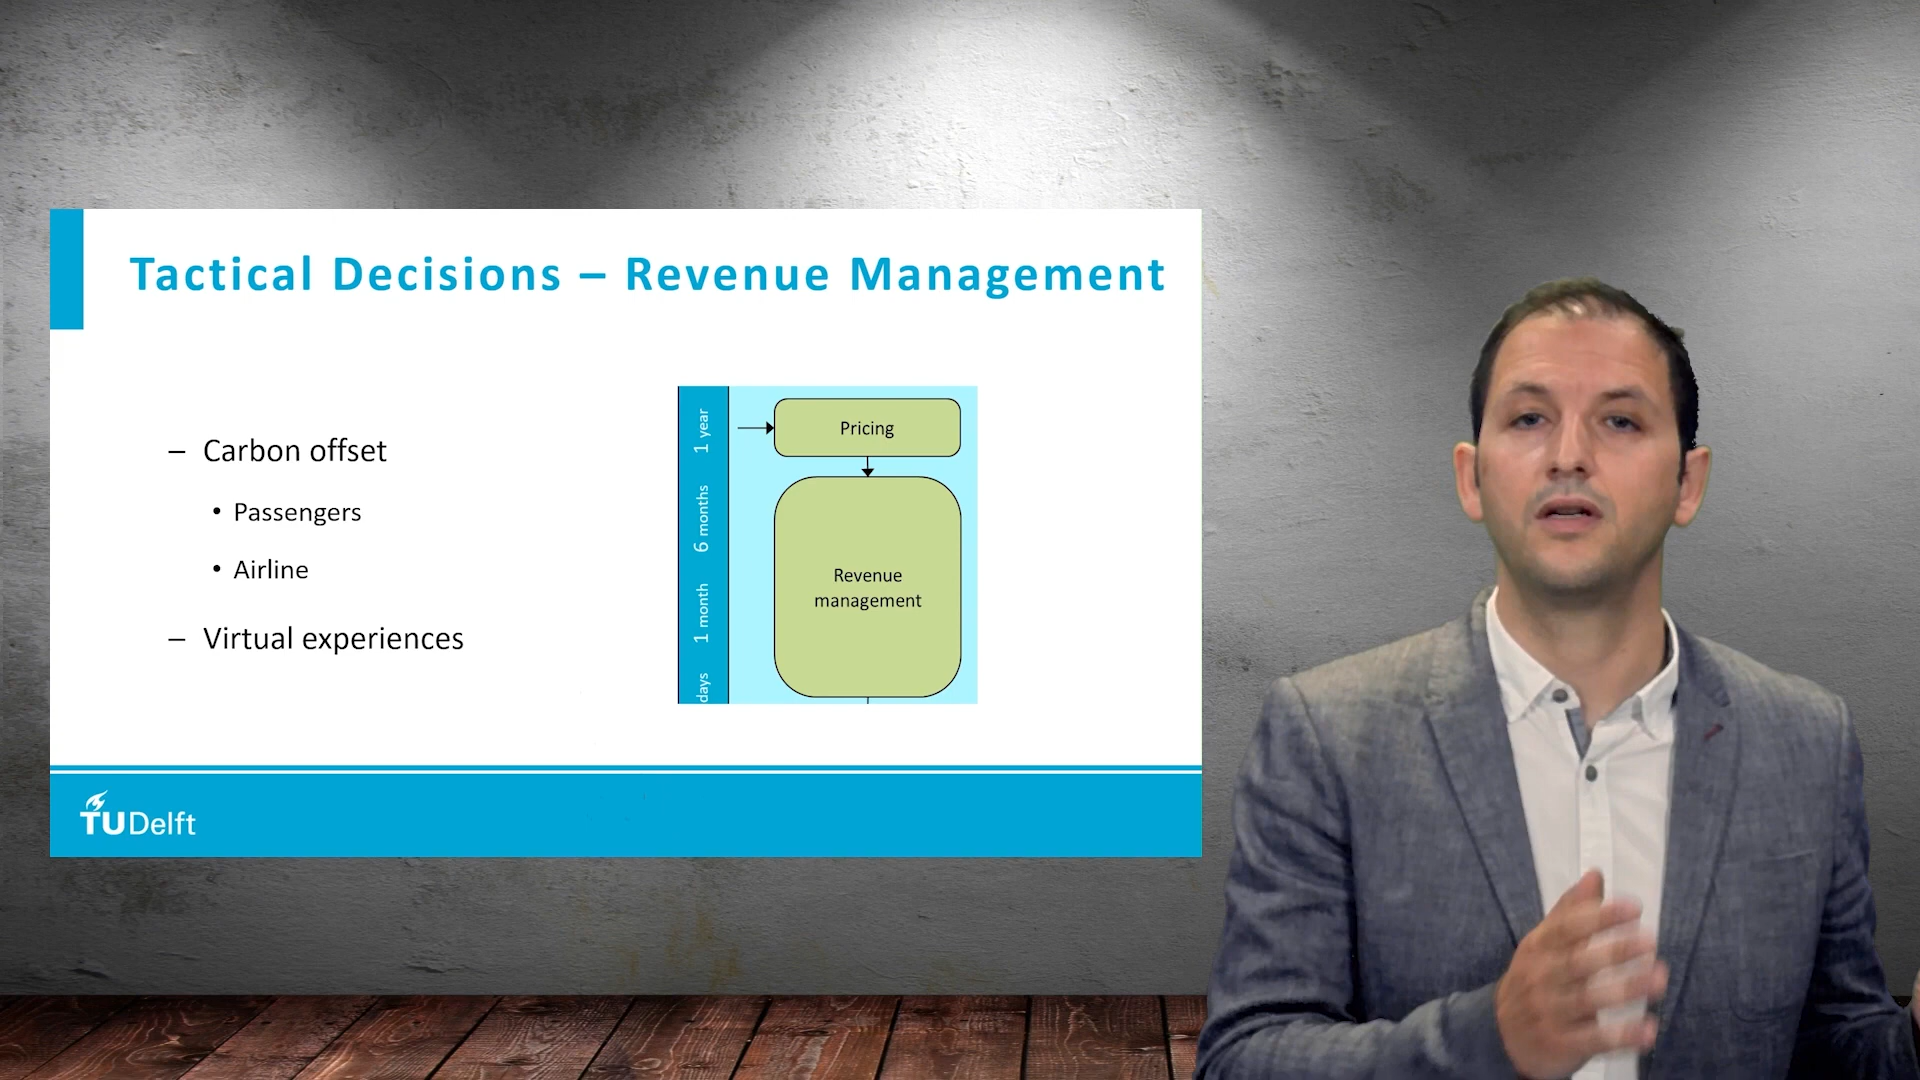 Tactical Decisions – Revenue Management
– Carbon offset
• Passengers
• Airline
– Virtual experiences
1 year
6 months
1 month
days
Pricing
Revenue
management
TUDelft